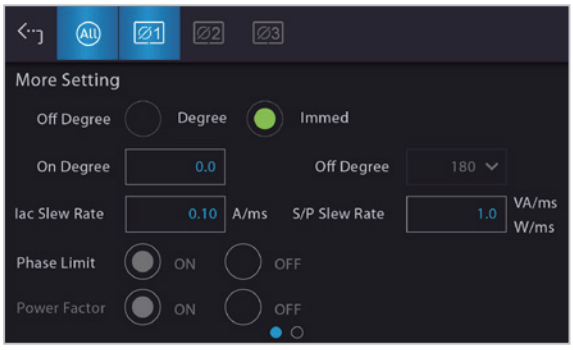 All Ø1 Ø2 Ø3
More Setting
Off Degree Degree Immed
On Degree 0.0 Off Degree 180
Iac Slew Rate 0.10 A/ms S/P Slew Rate 1.0 VA/ms
W/ms
Phase Limit ON OFF
Power Factor ON OFF